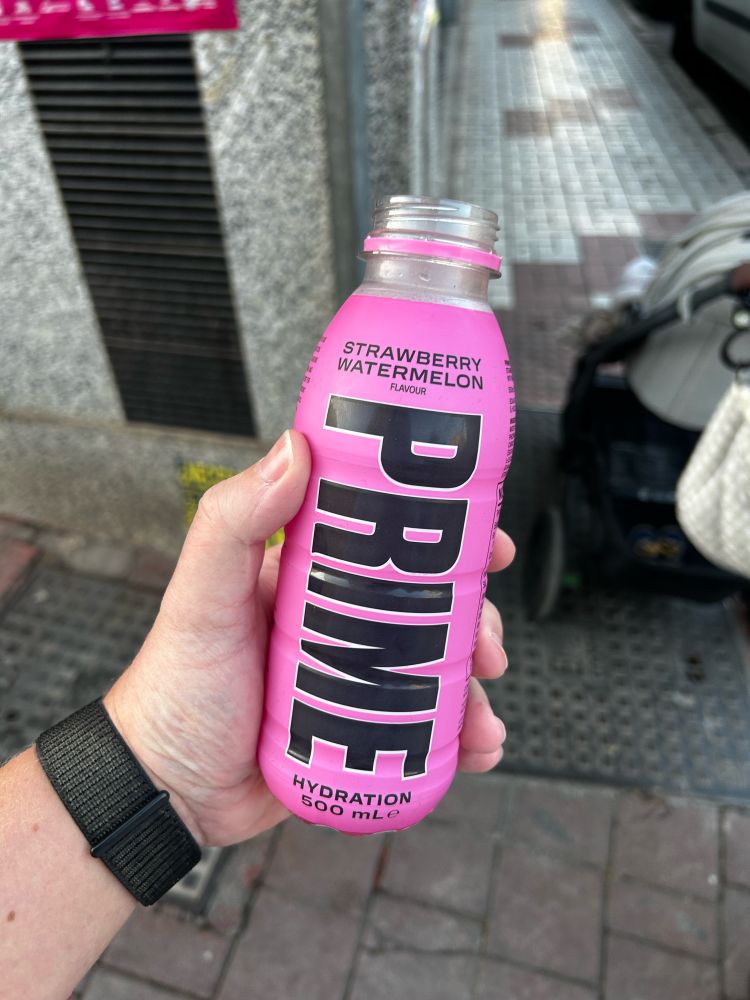 STRAWBERRY
WATERMELON
FLAVOUR
PRIME
HYDRATION
500 mL ℮